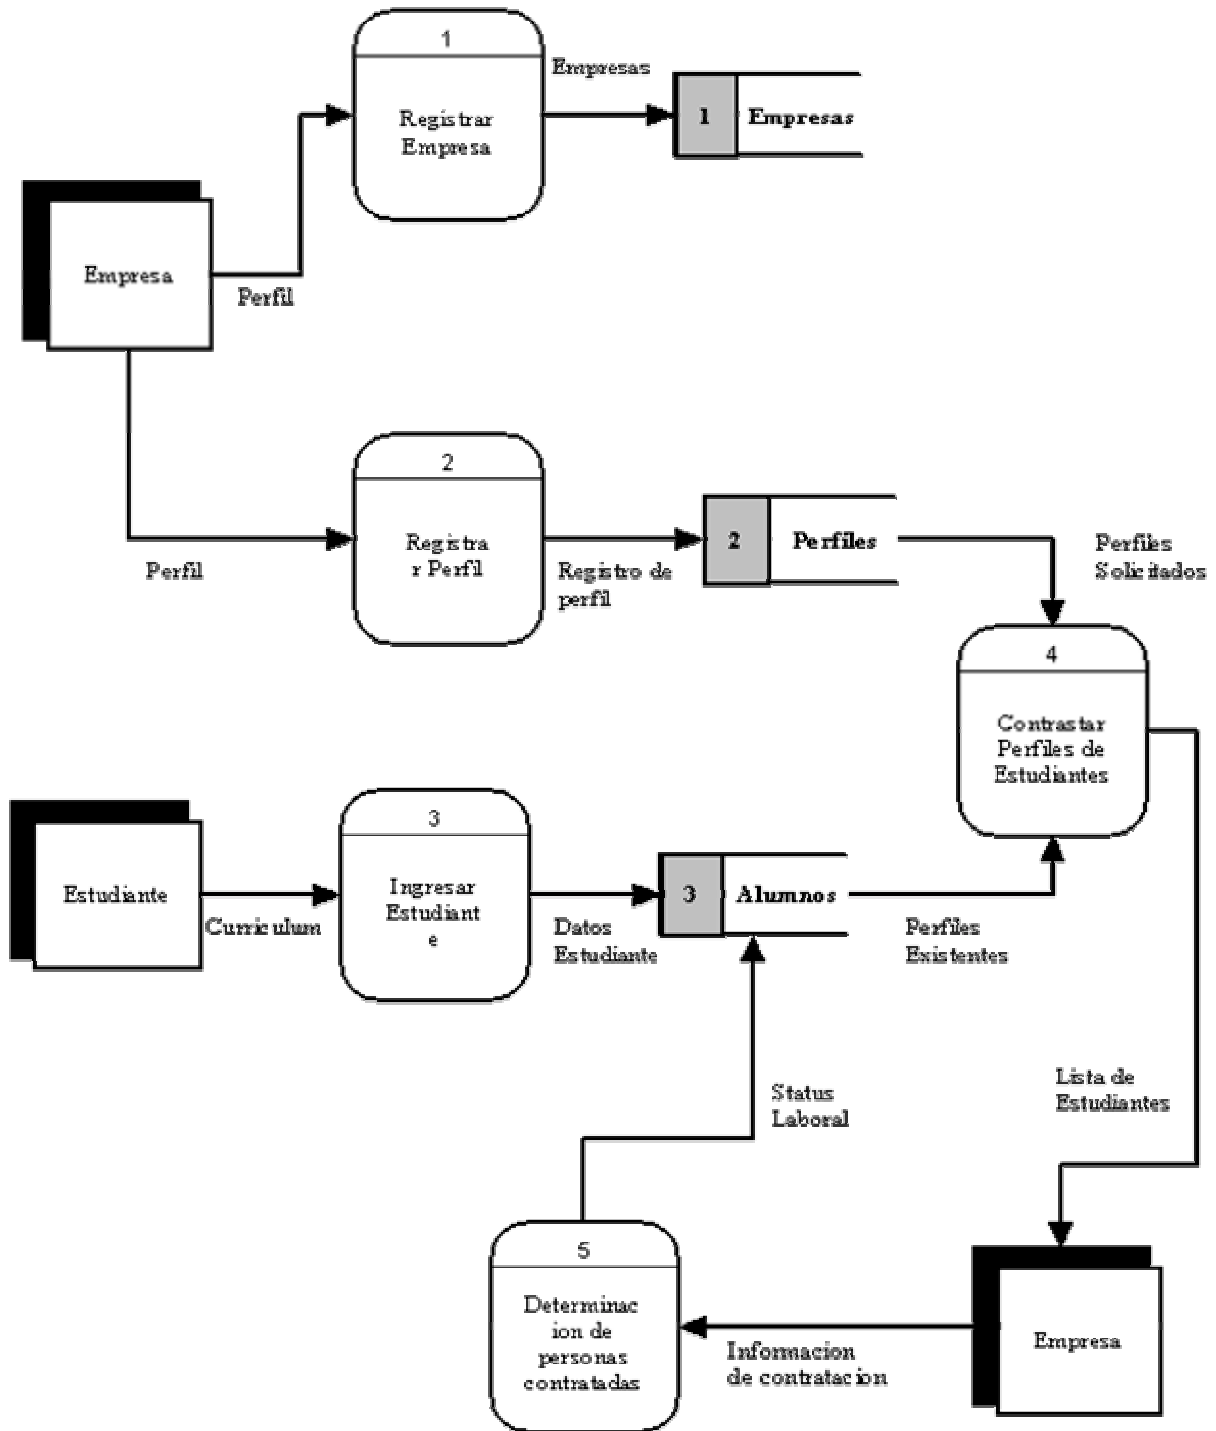 1
Registrar
Empresa
Empresas
1 Empresas
Empresa
Perfil
2
Registra
r Perfil
Perfil
Registro de
perfil
2 Perfiles
Perfiles
Solicitados
4
Contrastar
Perfiles de
Estudiantes
Estudiante
Curriculum
3
Ingresar
Estudiant
e
Datos
Estudiante
3 Alumnos
Perfiles
Existentes
Status
Laboral
Lista de
Estudiantes
5
Determinac
ion de
personas
contratadas
Informacion
de contratacion
Empresa